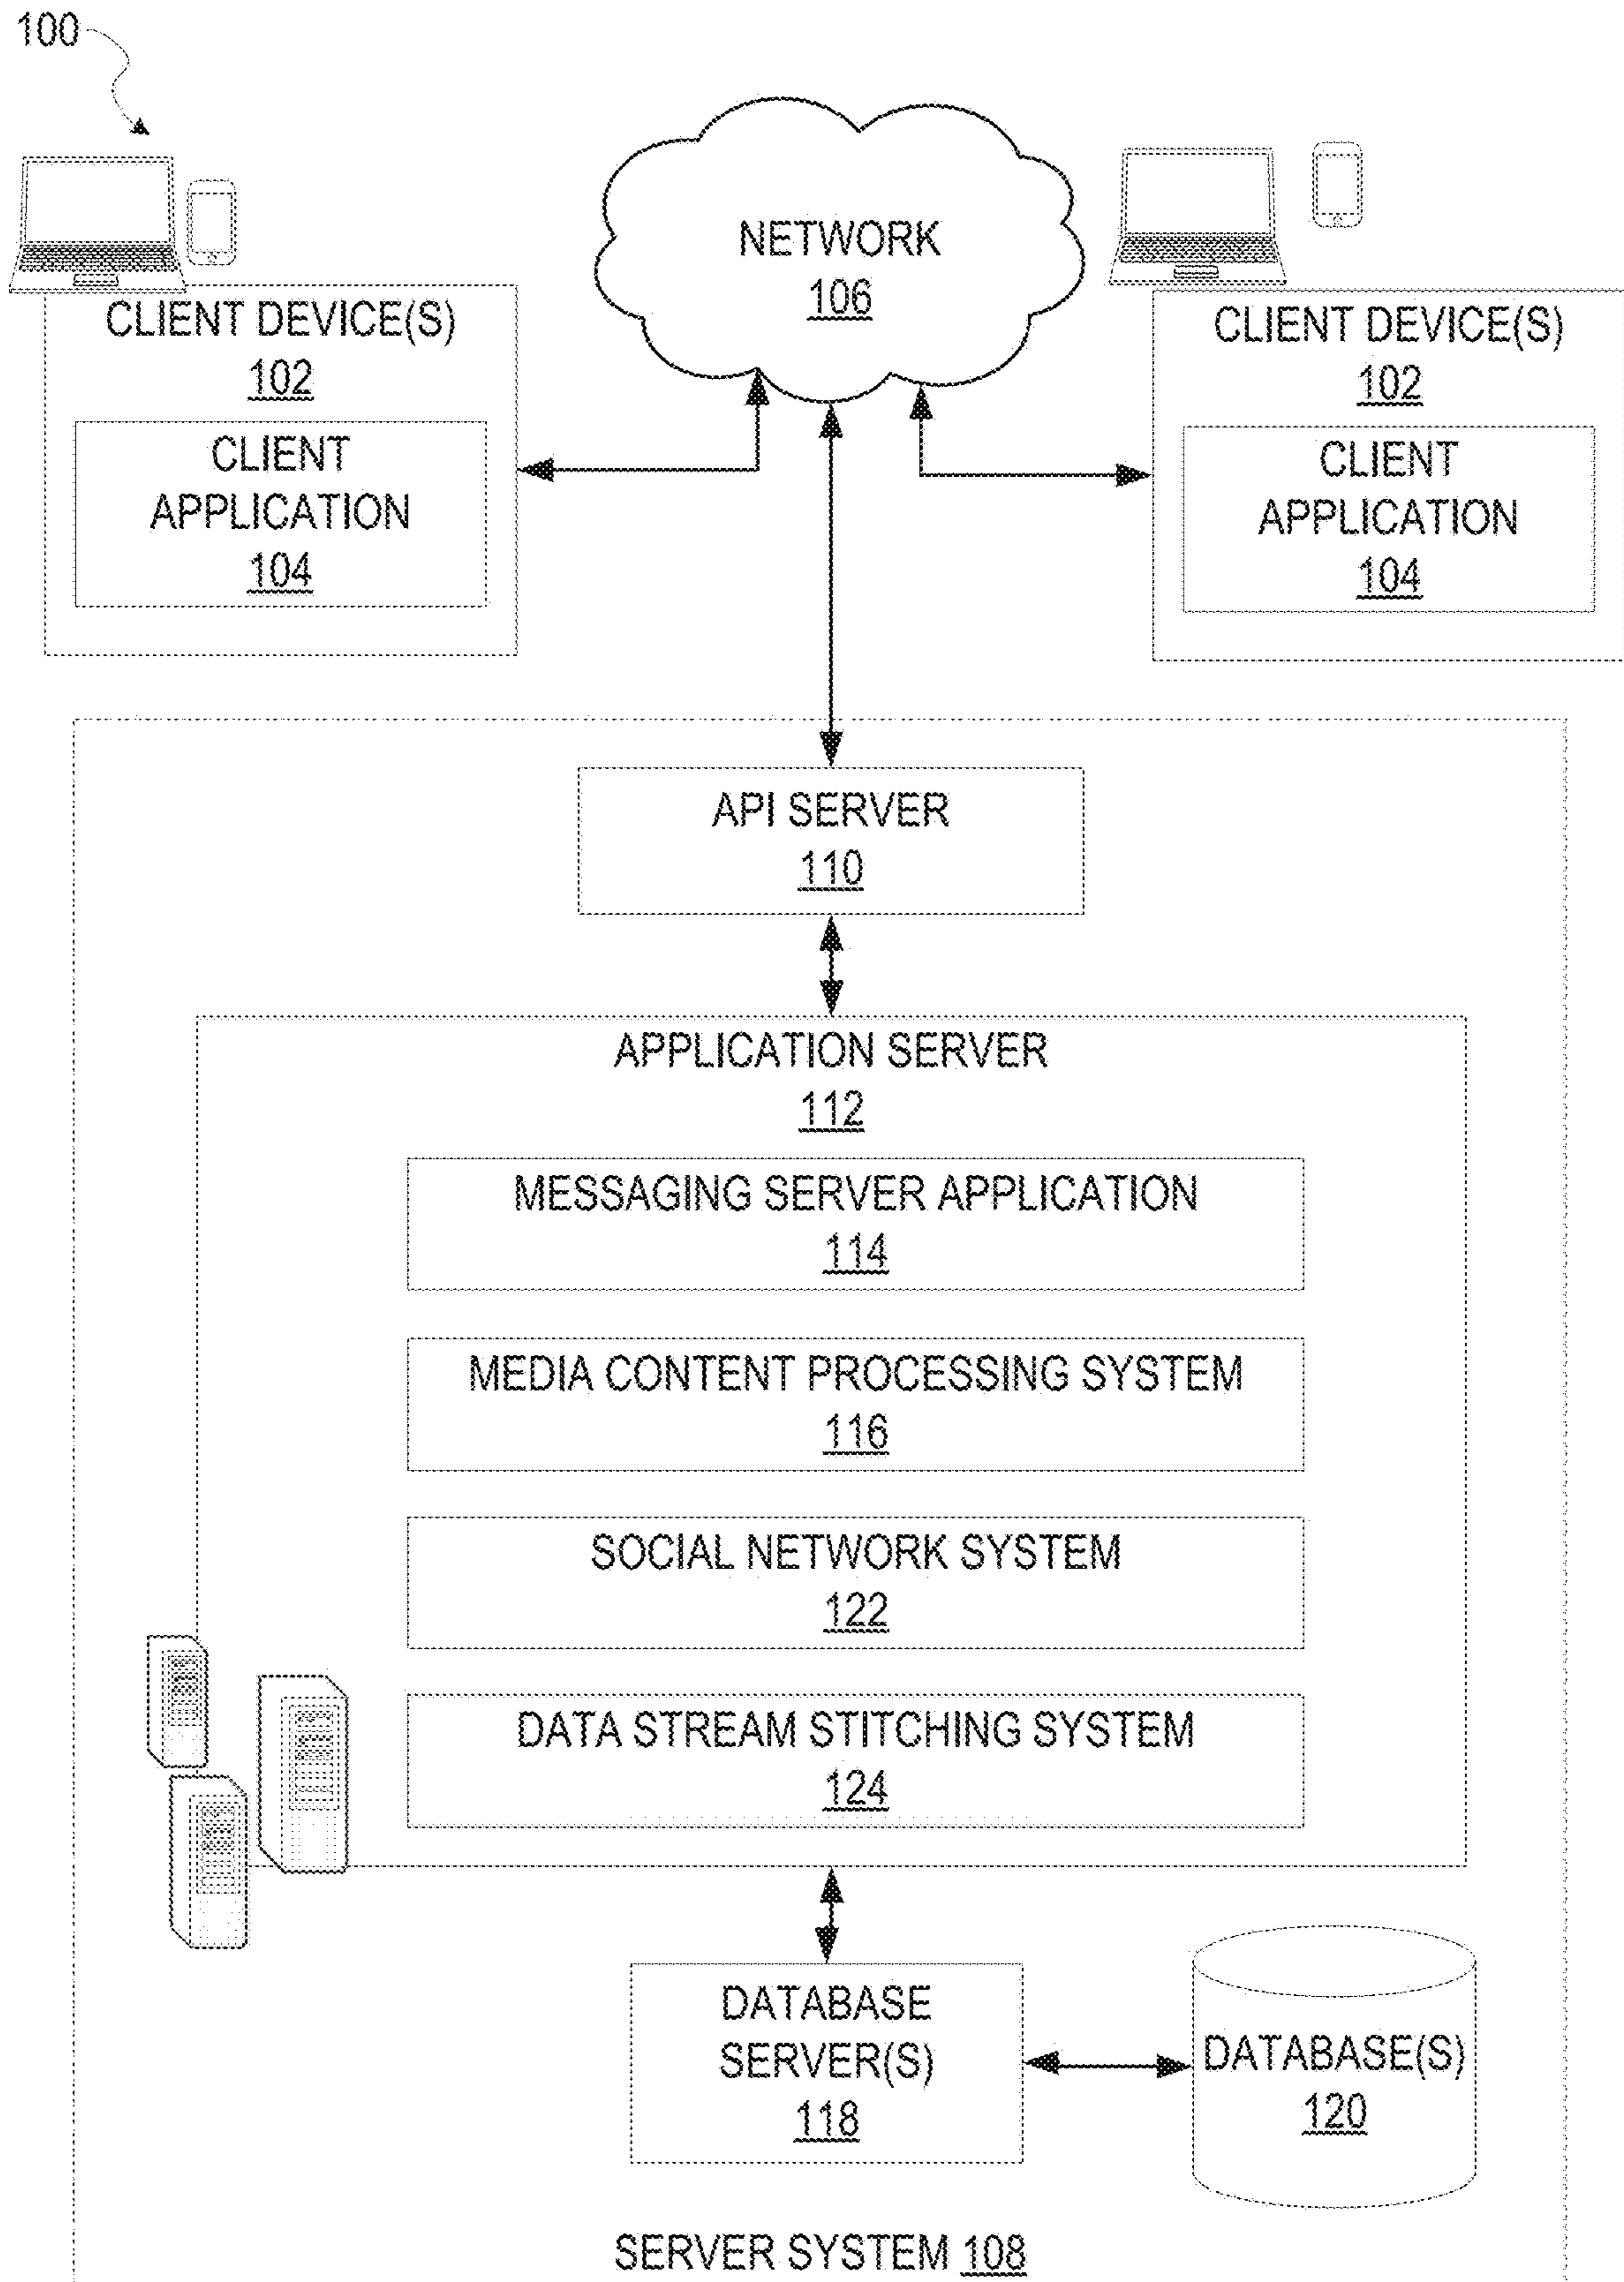 100
NETWORK
106
CLIENT DEVICE(S)
102
CLIENT
APPLICATION
104
CLIENT DEVICE(S)
102
CLIENT
APPLICATION
104
API SERVER
110
APPLICATION SERVER
112
MESSAGING SERVER APPLICATION
114
MEDIA CONTENT PROCESSING SYSTEM
116
SOCIAL NETWORK SYSTEM
122
DATA STREAM STITCHING SYSTEM
124
DATABASE
SERVER(S)
118
DATABASE(S)
120
SERVER SYSTEM 108